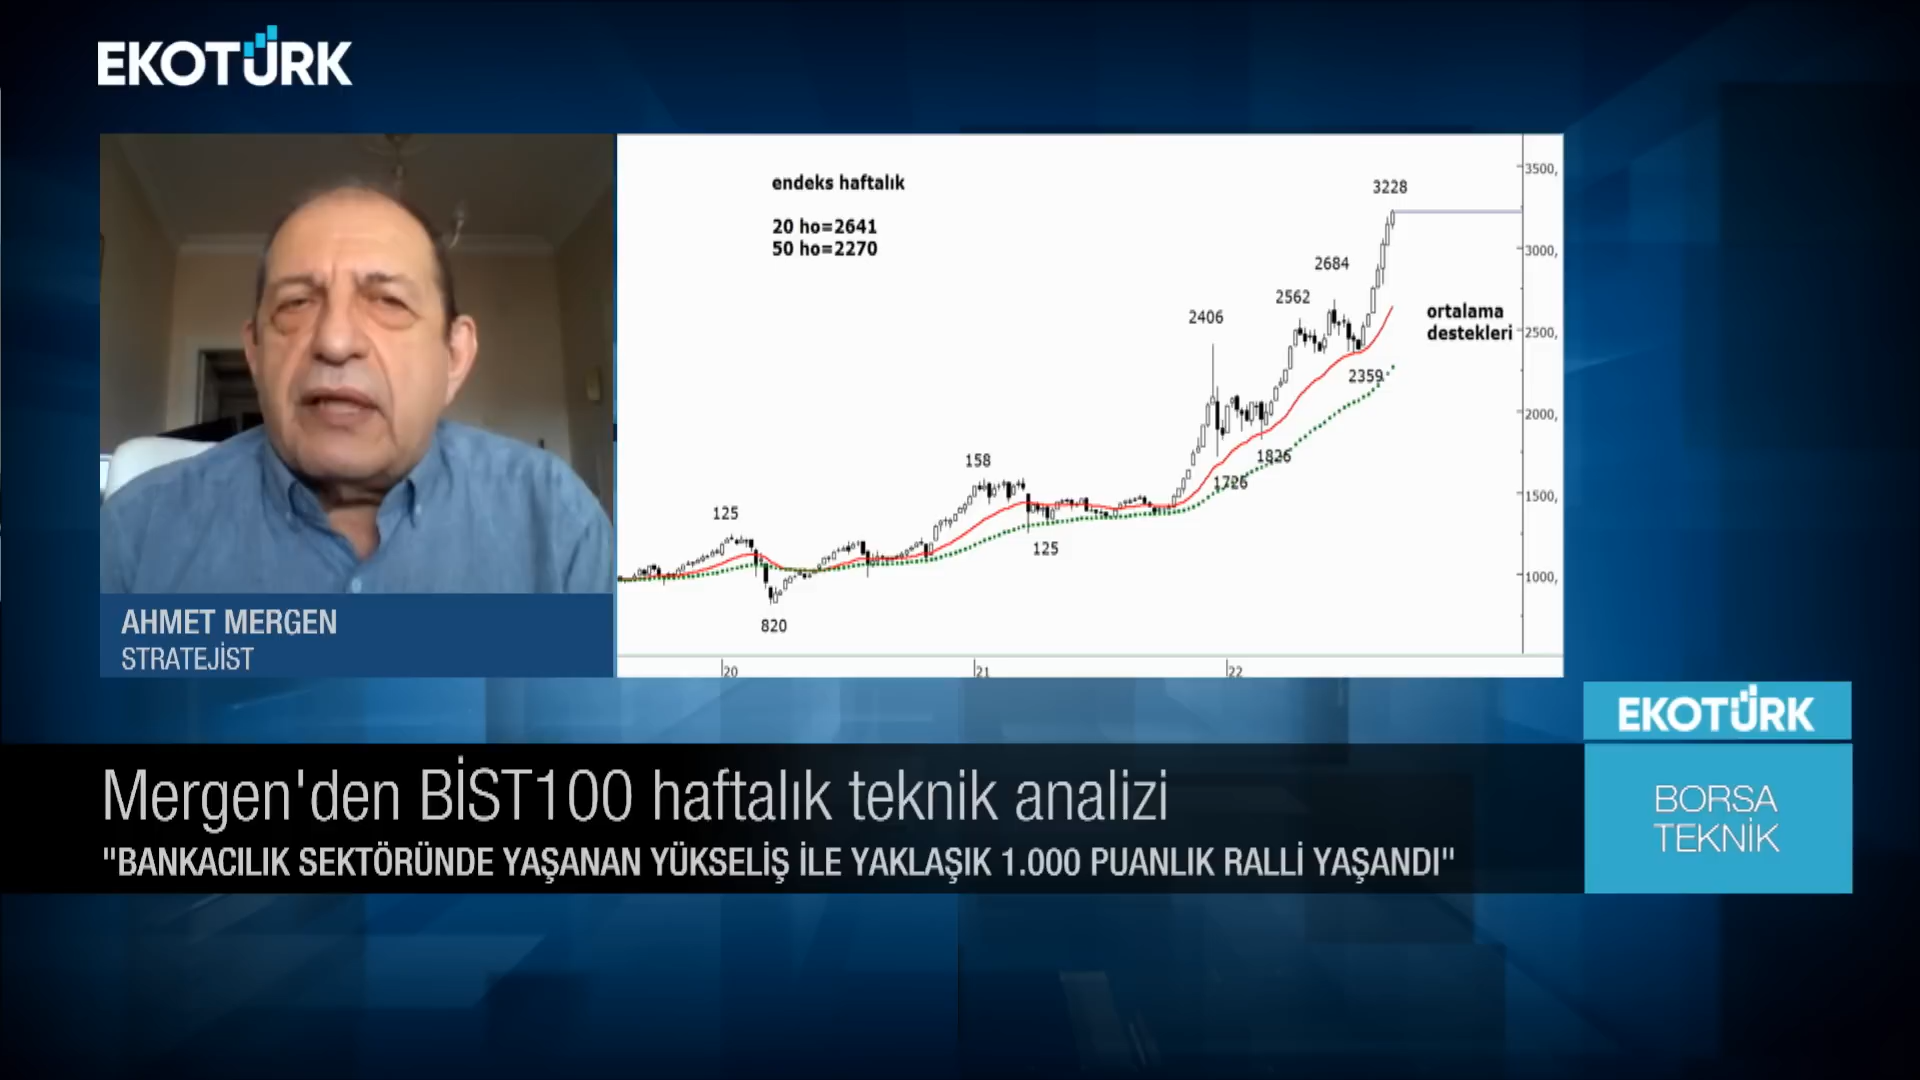 EKOTÜRK
endeks haftalık
20 ho=2641
50 ho=2270
3500,
3228
3000,
2684
2562
2406
ortalama
destekleri
2500,
2359
2000,
1826
1726
158
1500,
125
125
1000,
820
20
21
22
AHMET MERGEN
STRATEJİST
EKOTÜRK
BORSA
TEKNİK
Mergen'den BİST100 haftalık teknik analizi
"BANKACILIK SEKTÖRÜNDE YAŞANAN YÜKSELİŞ İLE YAKLAŞIK 1.000 PUANLIK RALLİ YAŞANDI"